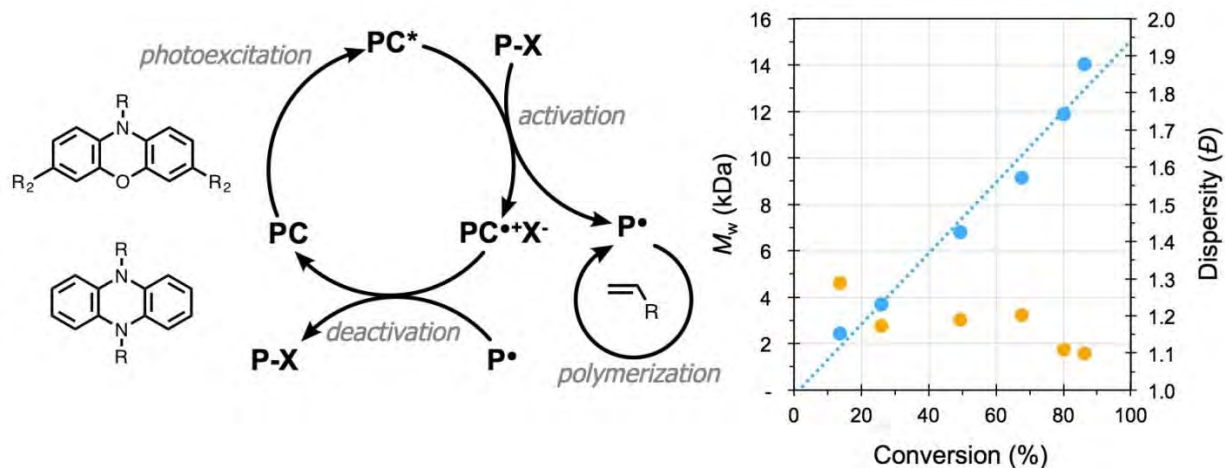 photoexcitation
PC*
P-X
activation
PC•+X-
P•
PC
R
polymerization
deactivation
P-X
P•
R
N
O
R2
R2
R
N
N
R
Mw (kDa)
16
14
12
10
8
6
4
2
-
0
20
40
60
80
100
Conversion (%)
2.0
1.9
1.8
1.7
1.6
1.5
1.4
1.3
1.2
1.1
1.0
Dispersity (Đ)